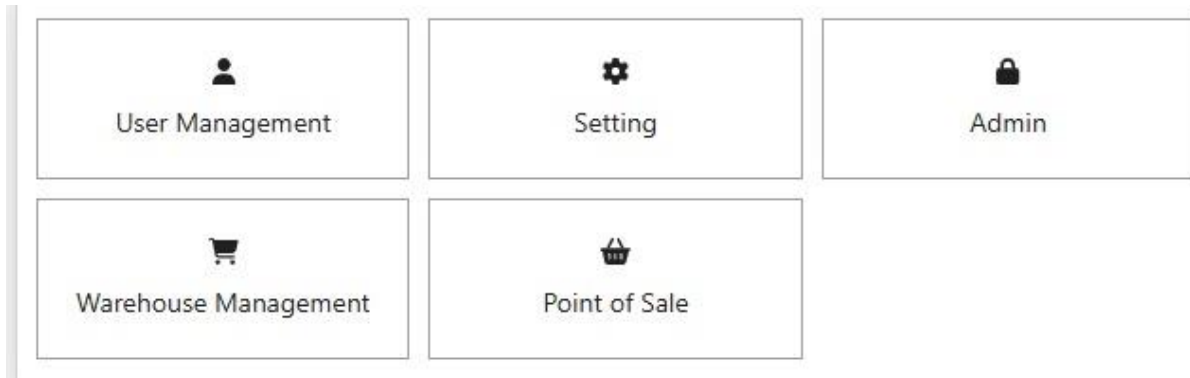 User Management
Setting
Admin
Warehouse Management
Point of Sale